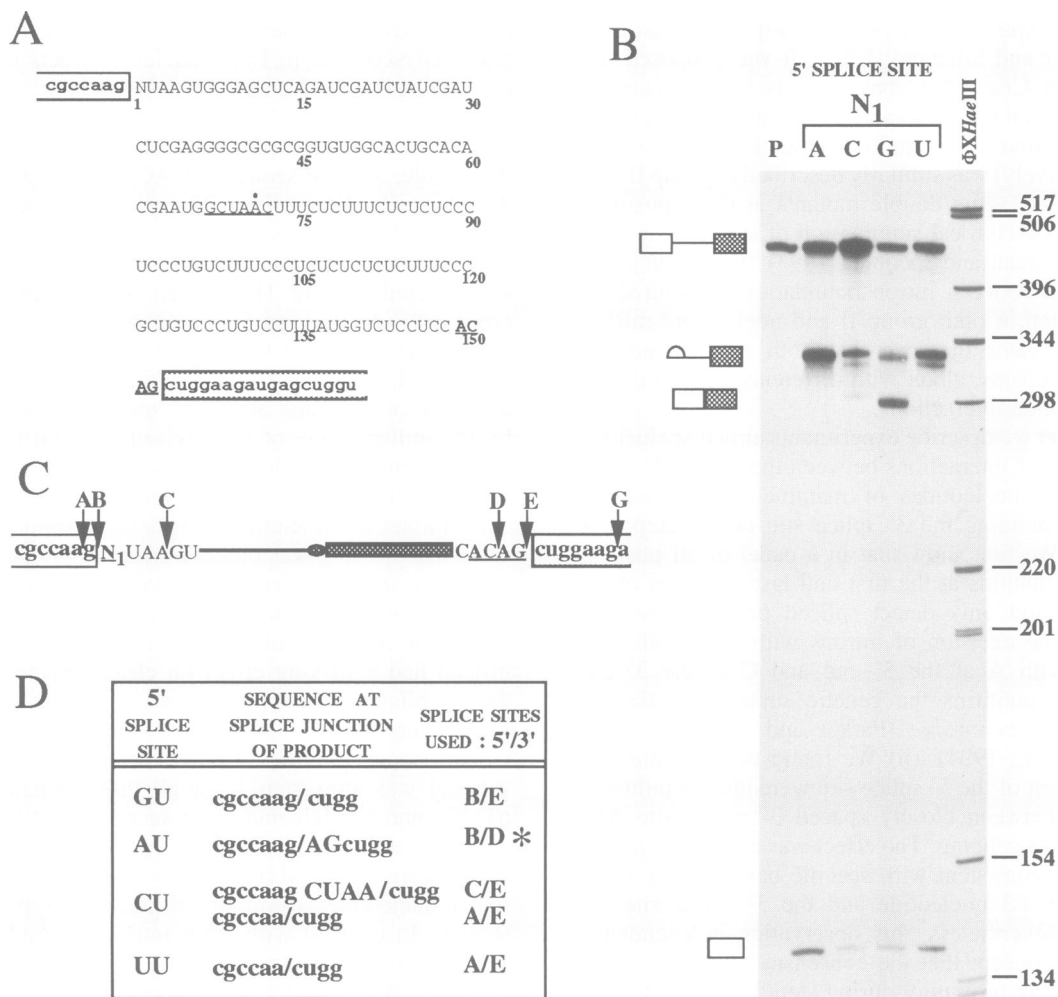 A
cgccaag NUAAGUGGGAGCUCAGAUCGAUCUAUCGAU
1 15 30
CUCGAGGGGCGCGCGGUGUGGCACUGCACA
45 60
CGAAUGGCUAACUUUCUCUUUCUCUCUCCC
75 90
UCCCUGUCUUUCCCUCUCUCUCUCUUUCCC
105 120
GCUGUCCCUGUCCUUUAUGGUCUCCUCC AC
135 150
AG cuggaagaugagcuggu
B
5' SPLICE SITE
N1
P A C G U ΦXHaeIII
517
506
396
344
298
220
201
154
134
C
A B C D E G
cgccaag N1UAAGU CACAG cuggaaga
D
5' SPLICE SITE
SEQUENCE AT SPLICE JUNCTION OF PRODUCT
SPLICE SITES USED : 5'/3'
GU cgccaag/cugg B/E
AU cgccaag/AGcugg B/D *
CU cgccaag CUAA/cugg C/E
cgccaa/cugg A/E
UU cgccaa/cugg A/E